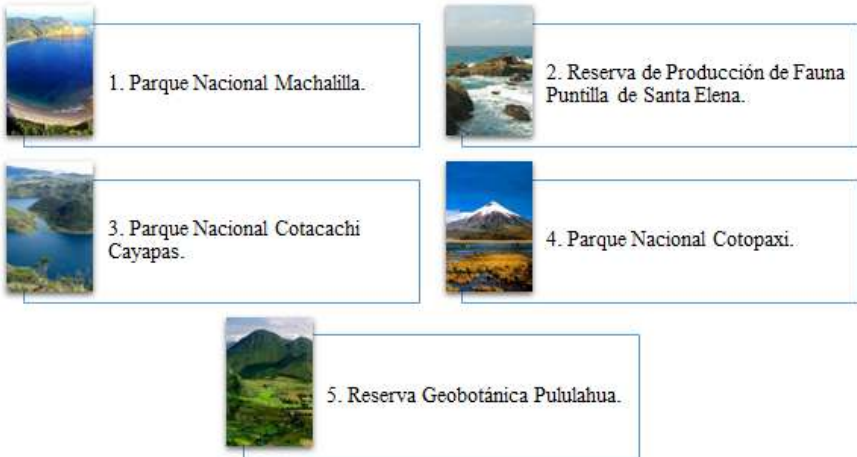 1. Parque Nacional Machalilla.
2. Reserva de Producción de Fauna
Puntilla de Santa Elena.
3. Parque Nacional Cotacachi
Cayapas.
4. Parque Nacional Cotopaxi.
5. Reserva Geobotánica Pululahua.